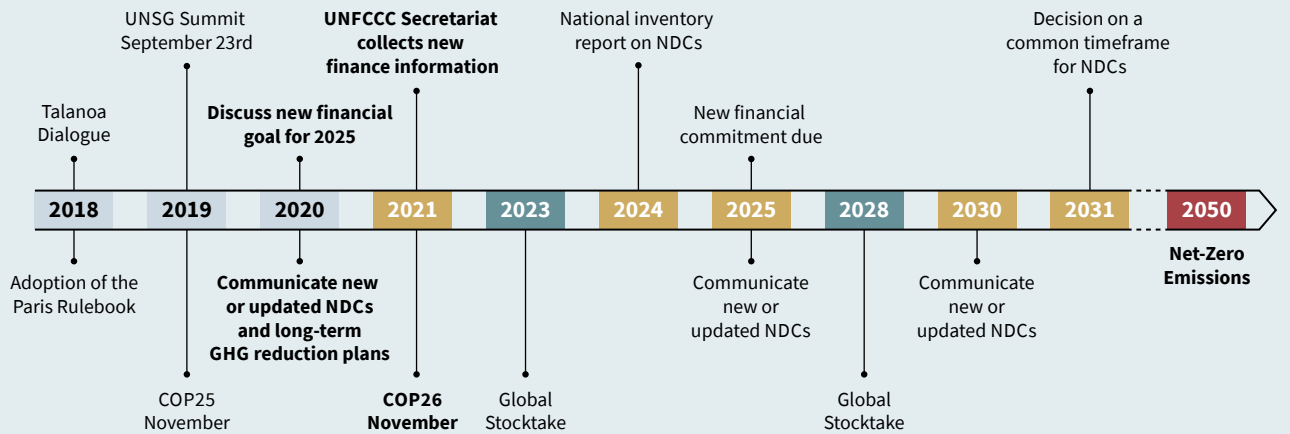 UNSG Summit
September 23rd
UNFCCC Secretariat
collects new
finance information
National inventory
report on NDCs
Decision on a
common timeframe
for NDCs
Talanoa
Dialogue
Discuss new financial
goal for 2025
New financial
commitment due
2018
2019
2020
2021
2023
2024
2025
2028
2030
2031
2050
Adoption of the
Paris Rulebook
Communicate new
or updated NDCs
and long-term
GHG reduction plans
Communicate
new or
updated NDCs
Communicate
new or
updated NDCs
Net-Zero
Emissions
COP25
November
COP26
November
Global
Stocktake
Global
Stocktake